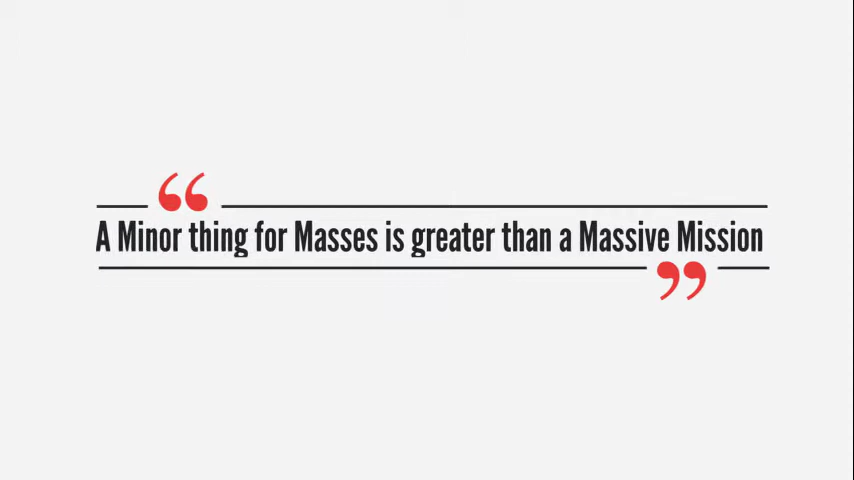 “A Minor thing for Masses is greater than a Massive Mission”